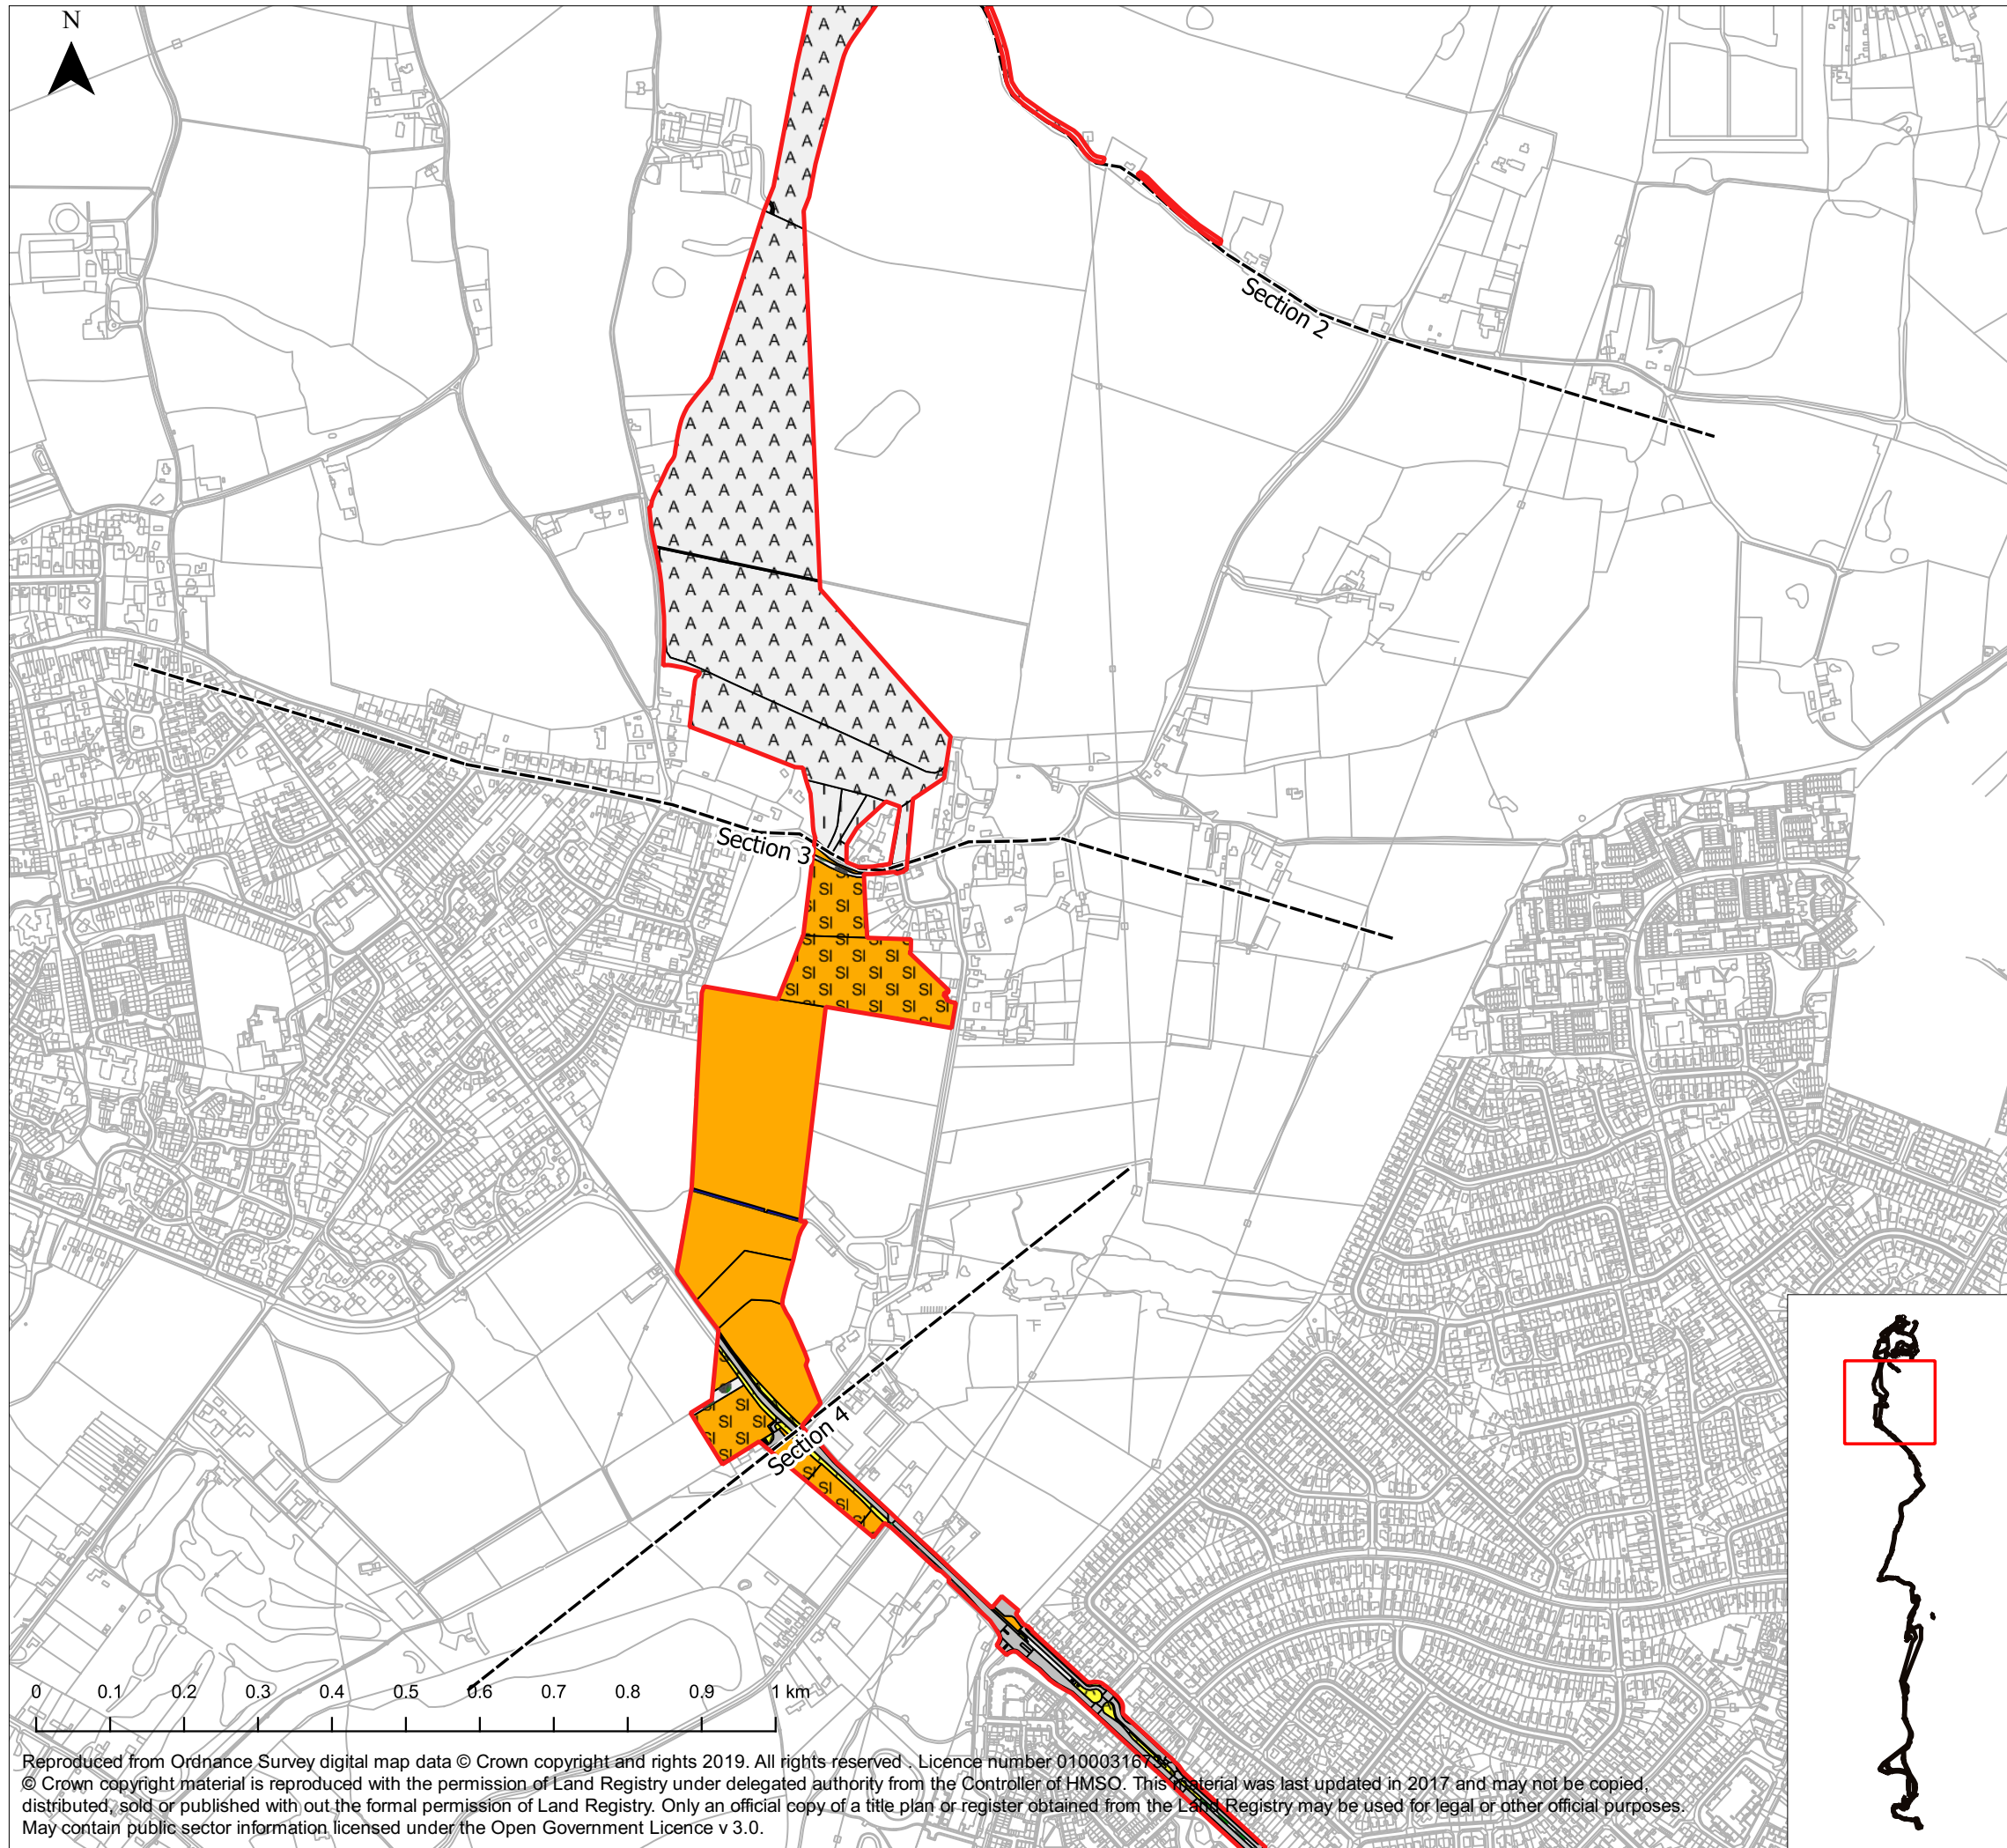 N
Section 2
Section 3
Section 4
0 0.1 0.2 0.3 0.4 0.5 0.6 0.7 0.8 0.9 1 km
Reproduced from Ordnance Survey digital map data © Crown copyright and rights 2019. All rights reserved . Licence number
© Crown copyright material is reproduced with the permission of Land Registry under delegated authority from the Controller of HMSO. This material was last updated in 2017 and may not be copied,
distributed, sold or published with out the formal permission of Land Registry. Only an official copy of a title plan or register obtained from the Land Registry may be used for legal or other official purposes.
May contain public sector information licensed under the Open Government Licence v 3.0.